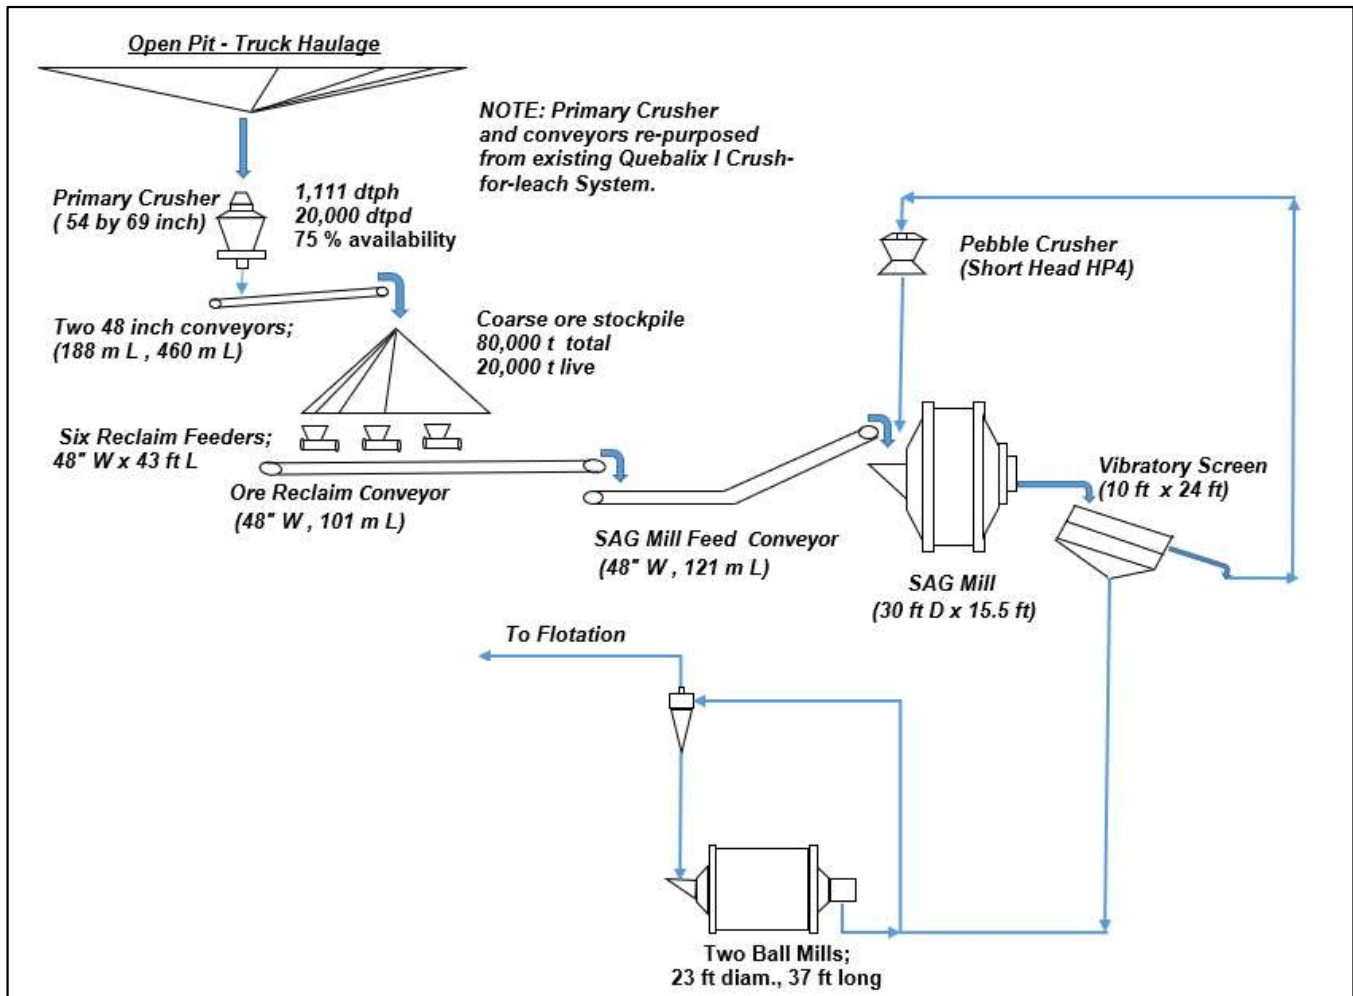 Open Pit - Truck Haulage
NOTE: Primary Crusher
and conveyors re-purposed
from existing Quebalix I Crush-
for-leach System.
Primary Crusher
( 54 by 69 inch)
1,111 dtph
20,000 dtpd
75 % availability
Pebble Crusher
(Short Head HP4)
Two 48 inch conveyors;
(188 m L , 460 m L)
Coarse ore stockpile
80,000 t total
20,000 t live
Six Reclaim Feeders;
48" W x 43 ft L
Ore Reclaim Conveyor
(48" W , 101 m L)
SAG Mill Feed Conveyor
(48" W , 121 m L)
Vibratory Screen
(10 ft x 24 ft)
SAG Mill
(30 ft D x 15.5 ft)
To Flotation
Two Ball Mills;
23 ft diam., 37 ft long